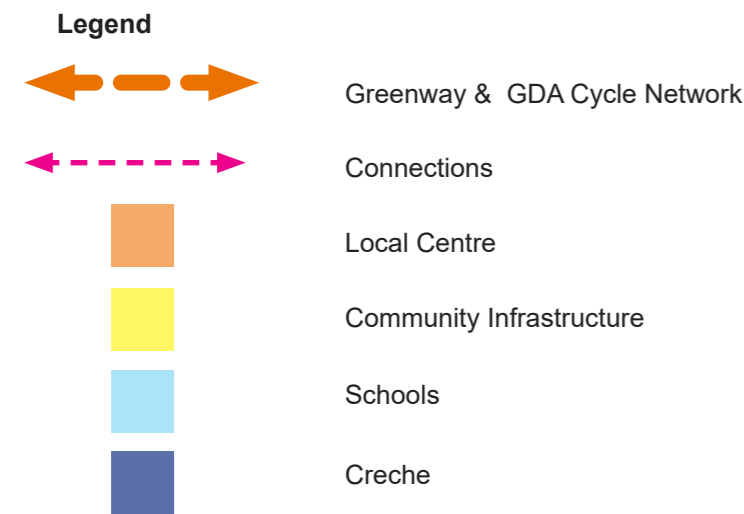 Legend
Greenway & GDA Cycle Network
Connections
Local Centre
Community Infrastructure
Schools
Creche